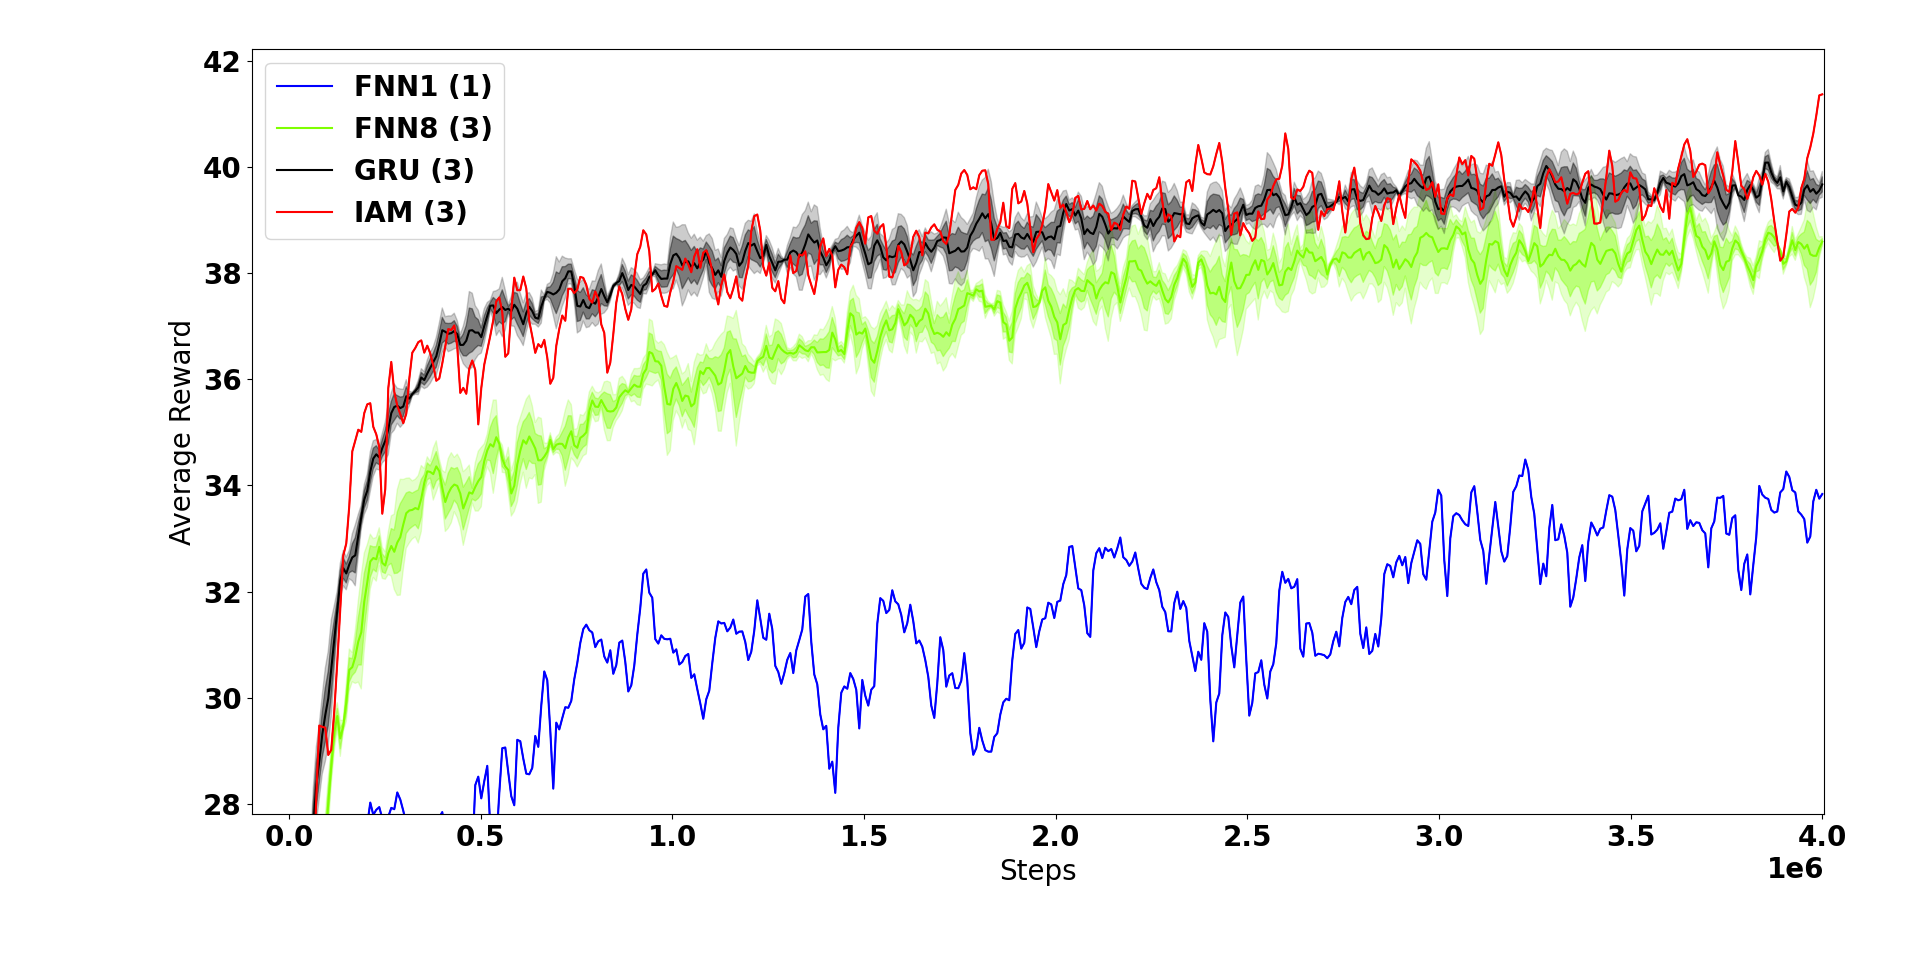 42
40
38
36
34
32
30
28
Average Reward
FNN1 (1)
FNN8 (3)
GRU (3)
IAM (3)
0.0 0.5 1.0 1.5 2.0 2.5 3.0 3.5 4.0
1e6
Steps